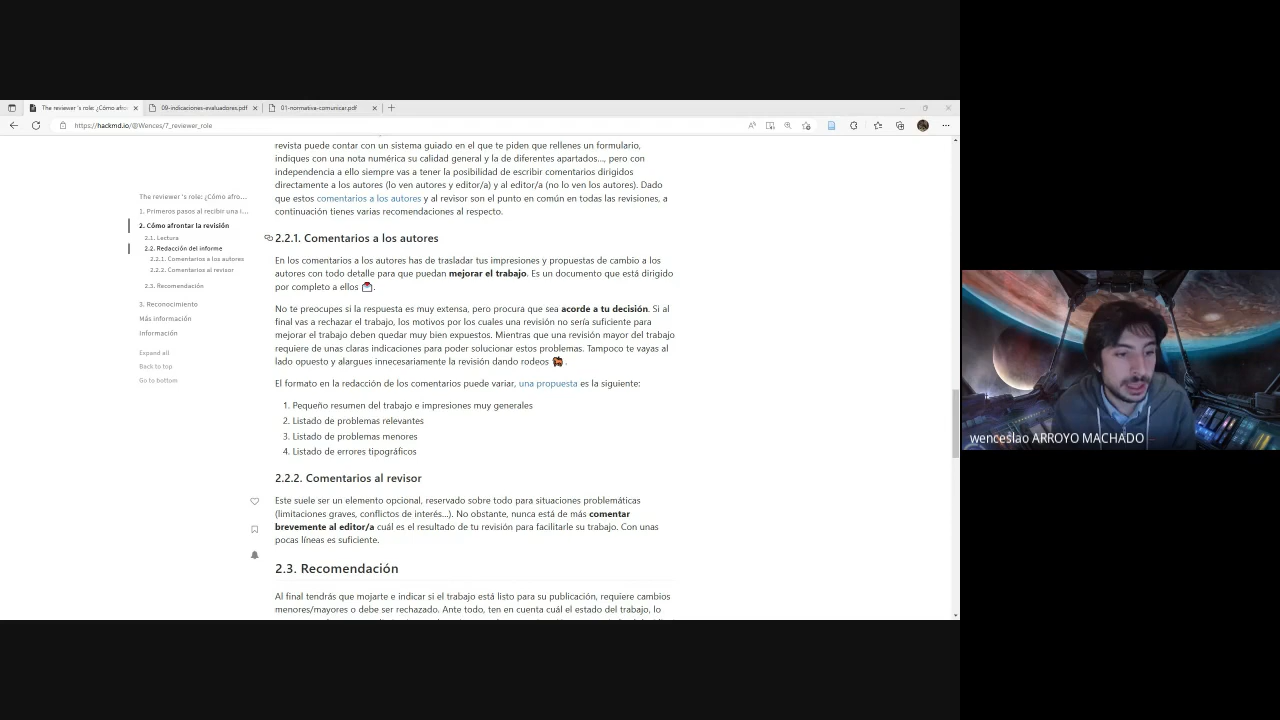 The reviewer 's role: ¿Cómo afro
09-indicaciones-evaluadores.pdf
01-normativa-comunicar.pdf
https://hackmd.io/@Wences/7_reviewer_role
revista puede contar con un sistema guiado en el que te piden que rellenes un formulario,
indiques con una nota numérica su calidad general y la de diferentes apartados..., pero con
independencia a ello siempre vas a tener la posibilidad de escribir comentarios dirigidos
directamente a los autores (lo ven autores y editor/a) y al editor/a (no lo ven los autores). Dado
que estos comentarios a los autores y al revisor son el punto en común en todas las revisiones, a
continuación tienes varias recomendaciones al respecto.
The reviewer 's role: ¿Cómo afro...
1. Primeros pasos al recibir una i...
2. Cómo afrontar la revisión
2.1. Lectura
2.2. Redacción del informe
2.2.1. Comentarios a los autores
2.2.2. Comentarios al revisor
2.3. Recomendación
3. Reconocimiento
Más información
Información
Expand all
Back to top
Go to bottom
2.2.1. Comentarios a los autores
En los comentarios a los autores has de trasladar tus impresiones y propuestas de cambio a los
autores con todo detalle para que puedan mejorar el trabajo. Es un documento que está dirigido
por completo a ellos .
No te preocupes si la respuesta es muy extensa, pero procura que sea acorde a tu decisión. Si al
final vas a rechazar el trabajo, los motivos por los cuales una revisión no sería suficiente para
mejorar el trabajo deben quedar muy bien expuestos. Mientras que una revisión mayor del trabajo
requiere de unas claras indicaciones para poder solucionar estos problemas. Tampoco te vayas al
lado opuesto y alargues innecesariamente la revisión dando rodeos .
El formato en la redacción de los comentarios puede variar, una propuesta es la siguiente:
1. Pequeño resumen del trabajo e impresiones muy generales
2. Listado de problemas relevantes
3. Listado de problemas menores
4. Listado de errores tipográficos
2.2.2. Comentarios al revisor
Este suele ser un elemento opcional, reservado sobre todo para situaciones problemáticas
(limitaciones graves, conflictos de interés...). No obstante, nunca está de más comentar
brevemente al editor/a cuál es el resultado de tu revisión para facilitarle su trabajo. Con unas
pocas líneas es suficiente.
2.3. Recomendación
Al final tendrás que mojarte e indicar si el trabajo está listo para su publicación, requiere cambios
menores/mayores o debe ser rechazado. Ante todo, ten en cuenta cuál el estado del trabajo, lo
wenceslao ARROYO MACHADO